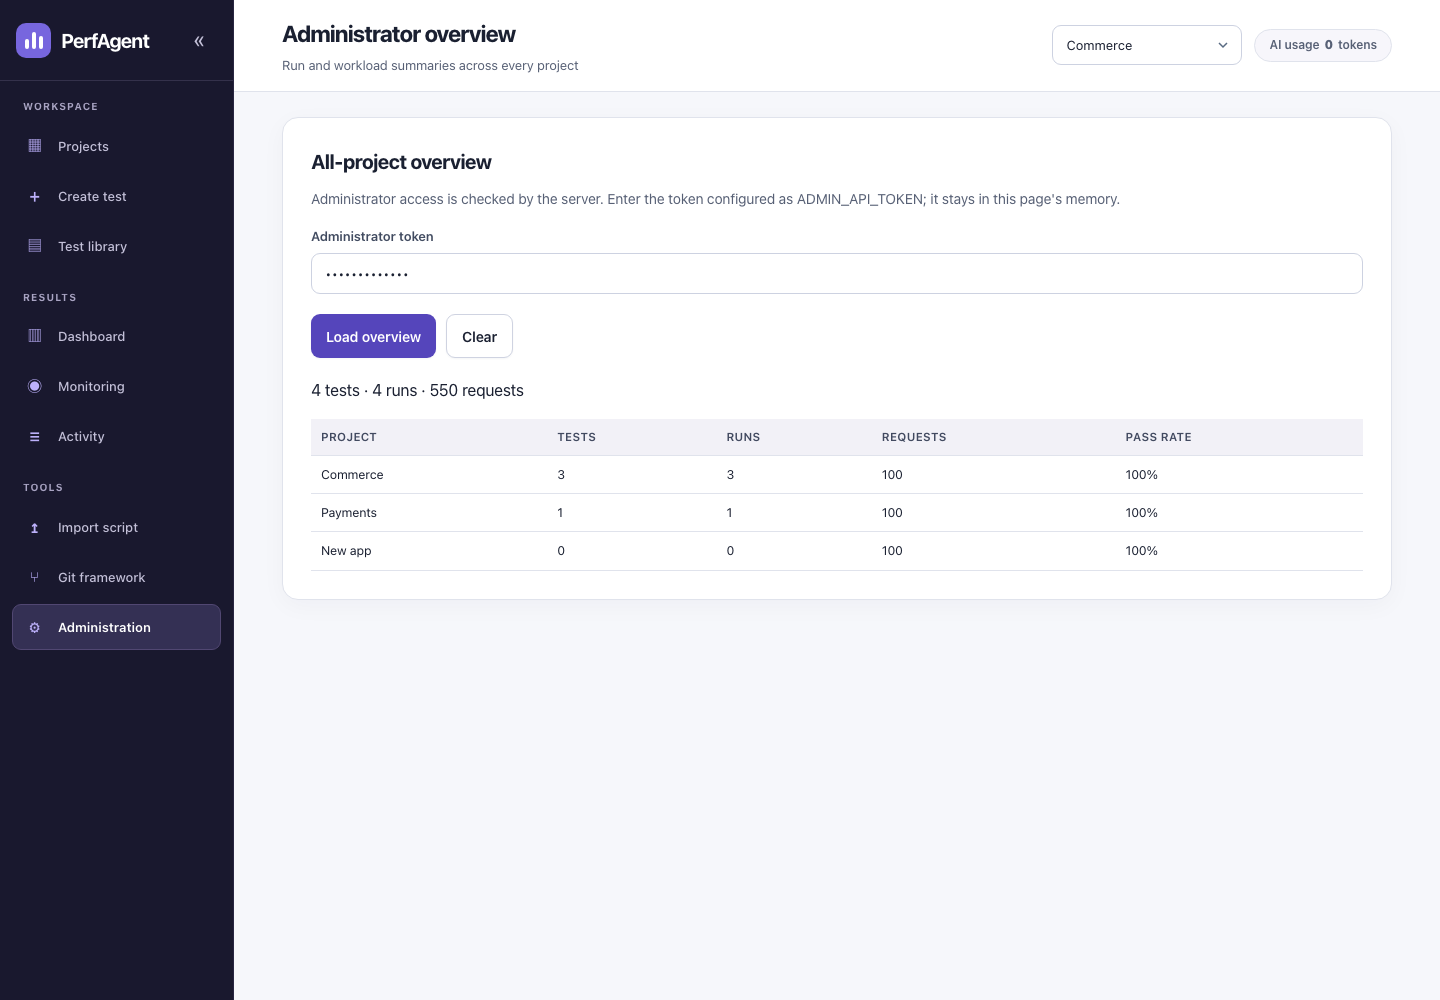 PerfAgent «
WORKSPACE
Projects
Create test
Test library
RESULTS
Dashboard
Monitoring
Activity
TOOLS
Import script
Git framework
Administration
Administrator overview
Run and workload summaries across every project
Commerce
AI usage 0 tokens
All-project overview
Administrator access is checked by the server. Enter the token configured as ADMIN_API_TOKEN; it stays in this page's memory.
Administrator token
•••••••••••••
Load overview Clear
4 tests · 4 runs · 550 requests
PROJECT TESTS RUNS REQUESTS PASS RATE
Commerce 3 3 100 100%
Payments 1 1 100 100%
New app 0 0 100 100%